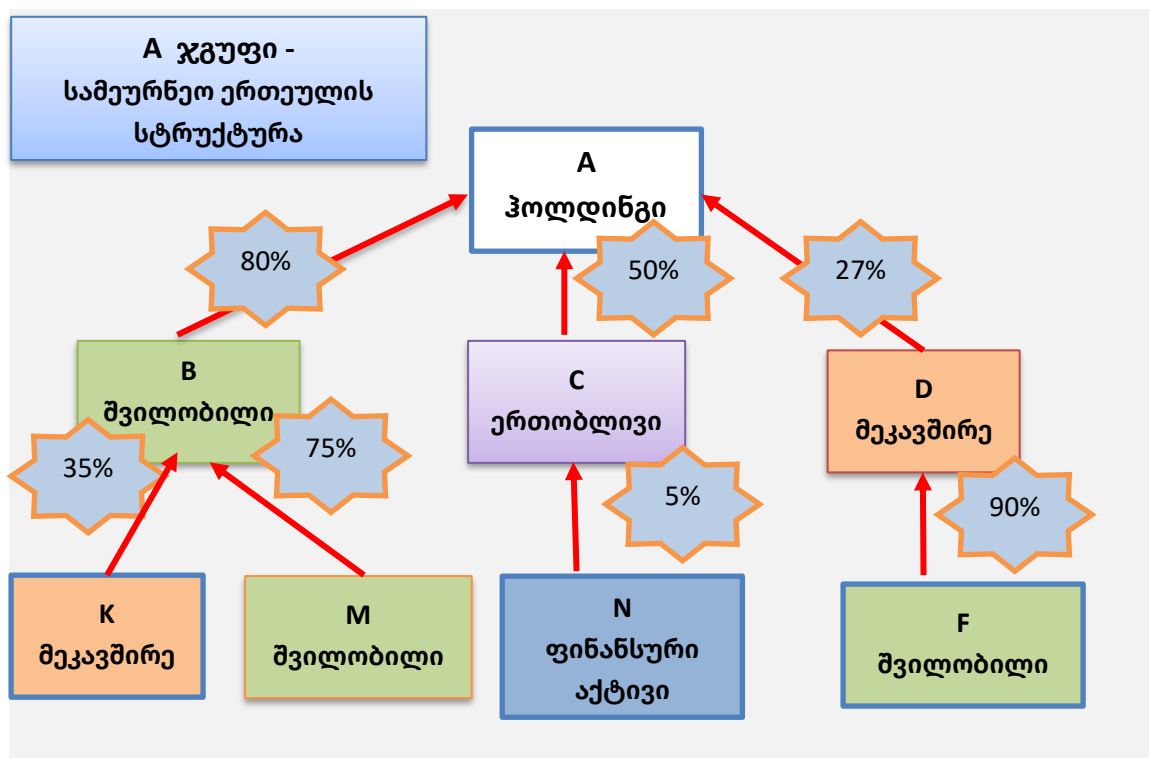 A ჯგუფი -
სამეურნეო ერთეულის
სტრუქტურა
A
ჰოლდინგი
80%
50%
27%
B
შვილობილი
C
ერთობლივი
D
მეკავშირე
35%
75%
5%
90%
K
მეკავშირე
M
შვილობილი
N
ფინანსური
აქტივი
F
შვილობილი